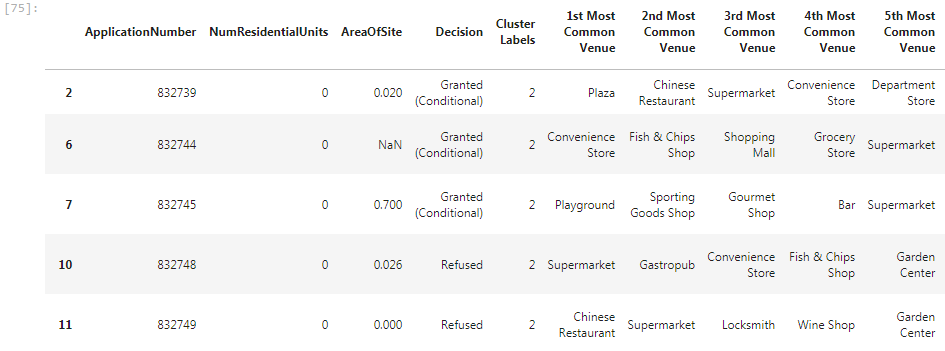 [75]:
ApplicationNumber NumResidentialUnits AreaOfSite Decision Cluster Labels 1st Most Common Venue 2nd Most Common Venue 3rd Most Common Venue 4th Most Common Venue 5th Most Common Venue
2 832739 0 0.020 Granted (Conditional) 2 Plaza Chinese Restaurant Supermarket Convenience Store Department Store
6 832744 0 NaN Granted (Conditional) 2 Convenience Store Fish & Chips Shop Shopping Mall Grocery Store Supermarket
7 832745 0 0.700 Granted (Conditional) 2 Playground Sporting Goods Shop Gourmet Shop Bar Supermarket
10 832748 0 0.026 Refused 2 Supermarket Gastropub Convenience Store Fish & Chips Shop Garden Center
11 832749 0 0.000 Refused 2 Chinese Restaurant Supermarket Locksmith Wine Shop Garden Center